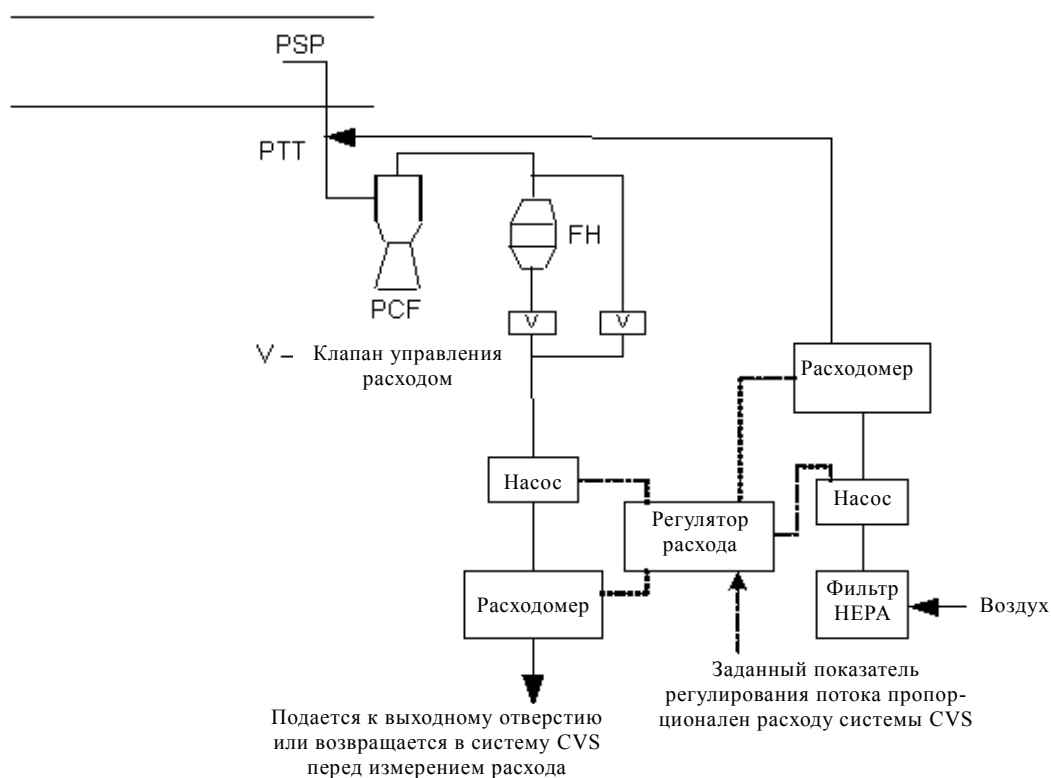 PSP
PTT
PCF
FH
V
V
V – Клапан управления
расходом
Расходомер
Насос
Насос
Регулятор
расхода
Расходомер
Фильтр
HEPA
Воздух
Заданный показатель
регулирования потока пропор-
ционален расходу системы CVS
Подается к выходному отверстию
или возвращается в систему CVS
перед измерением расхода